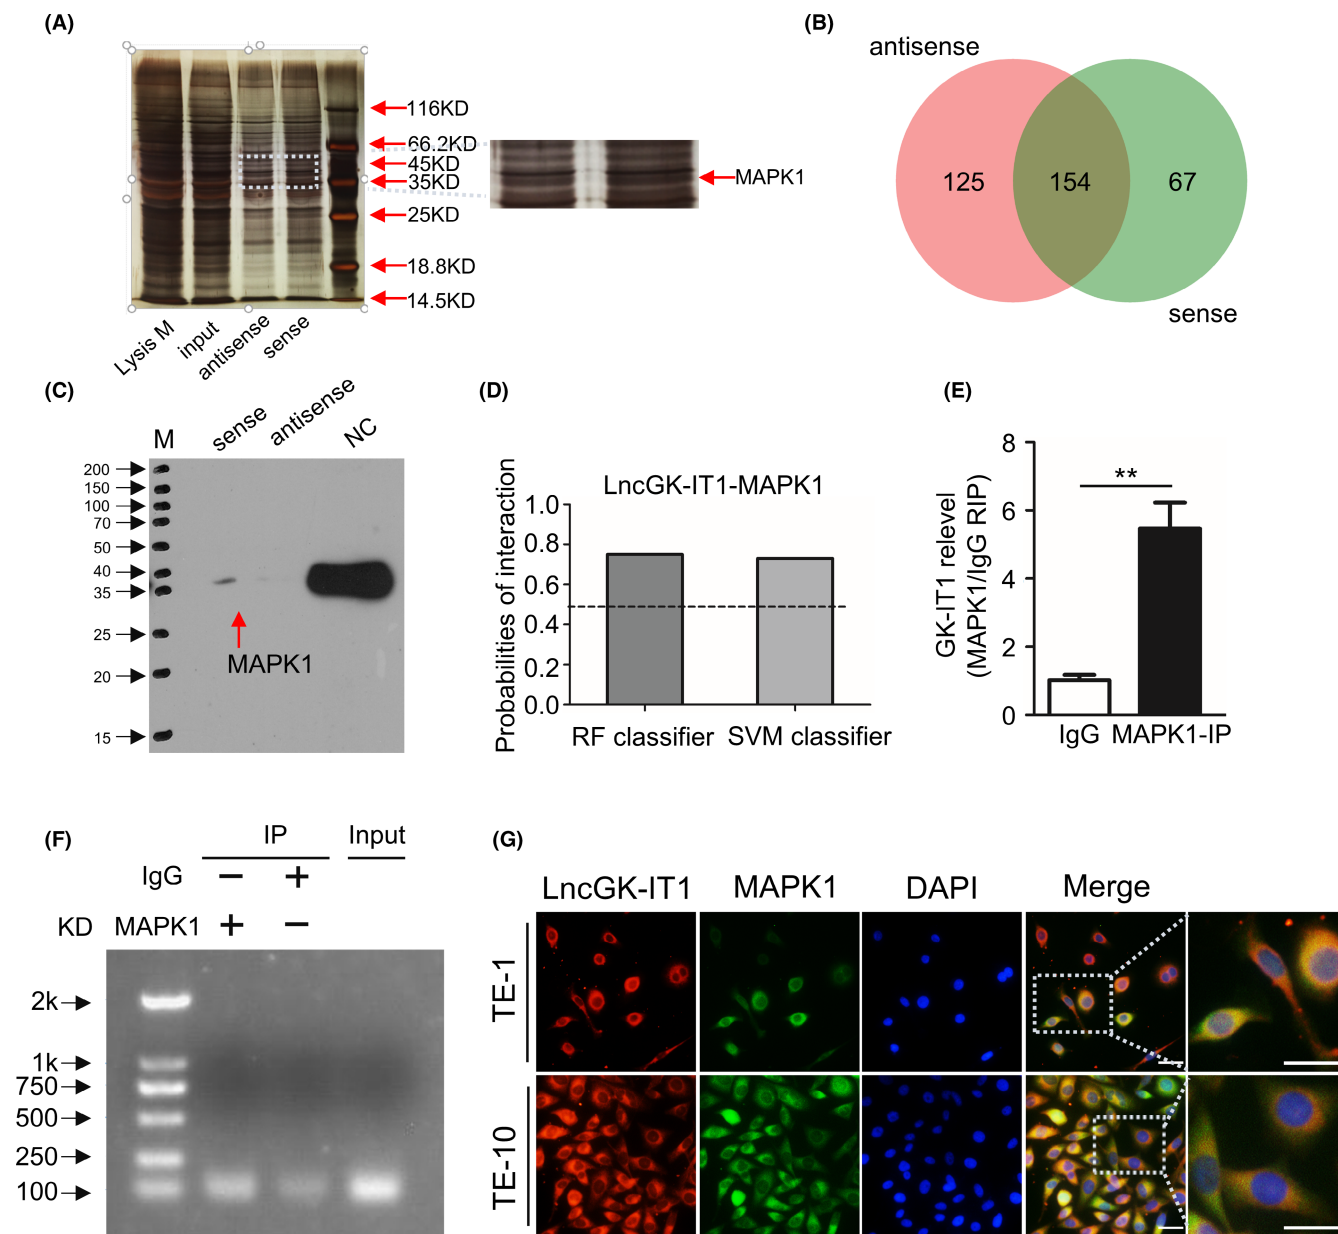 (A)
116KD
66.2KD
45KD
35KD
25KD
18.8KD
14.5KD
MAPK1
Lysis M
input
antisense
sense
(B)
antisense
125
154
67
sense
(C)
M
sense
antisense
NC
200
150
100
70
50
40
35
25
20
15
MAPK1
(D)
LncGK-IT1-MAPK1
Probabilities of interaction
1.0
0.8
0.6
0.4
0.2
0.0
RF classifier
SVM classifier
(E)
GK-IT1 relevel
(MAPK1/IgG RIP)
8
6
4
2
0
**
IgG
MAPK1-IP
(F)
IP
Input
IgG
− +
KD MAPK1
+ −
2k
1k
750
500
250
100
(G)
LncGK-IT1
MAPK1
DAPI
Merge
TE-1
TE-10